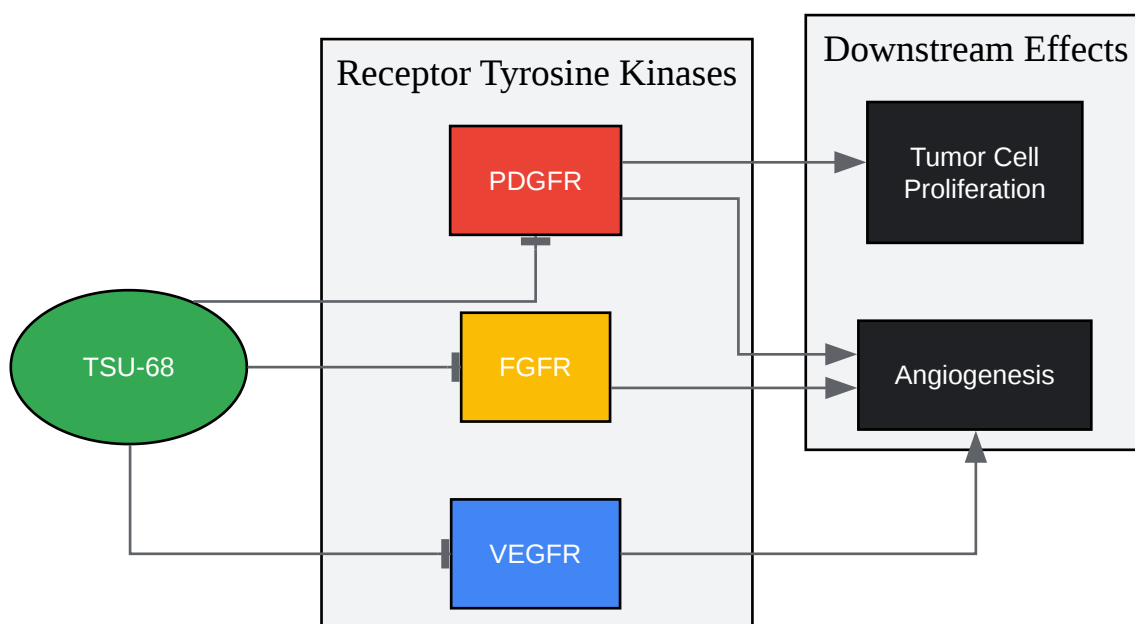 Receptor Tyrosine Kinases
Downstream Effects
PDGFR
Tumor Cell
Proliferation
TSU-68
FGFR
Angiogenesis
VEGFR